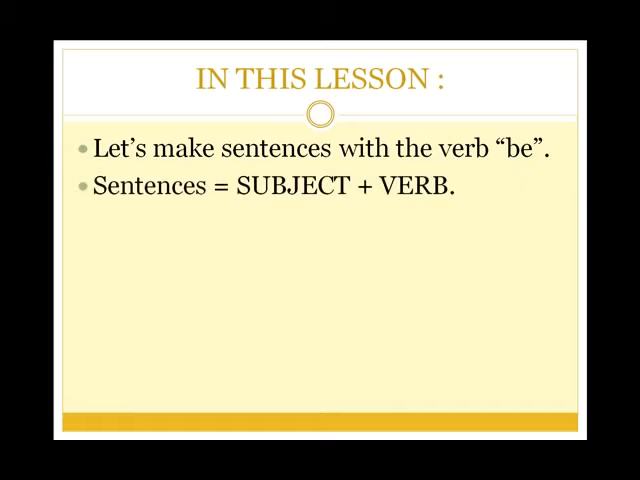 IN THIS LESSON :
Let’s make sentences with the verb “be”.
Sentences = SUBJECT + VERB.